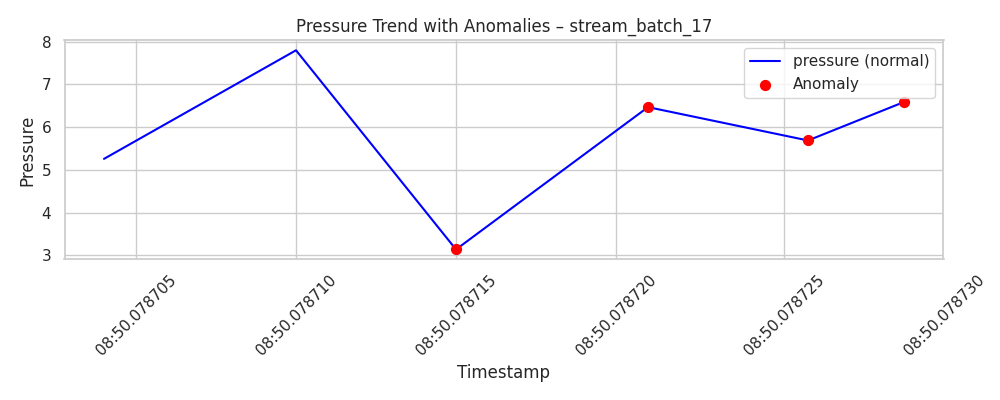 Pressure Trend with Anomalies – stream_batch_17
8
7
6
5
4
3
Pressure
pressure (normal)
Anomaly
08:50.078705
08:50.078710
08:50.078715
08:50.078720
08:50.078725
08:50.078730
Timestamp